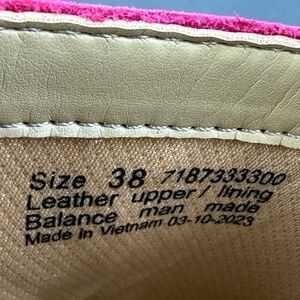 Size 38 7187333300
Leather upper / lining
Balance man made
Made in Vietnam 03-10-2023